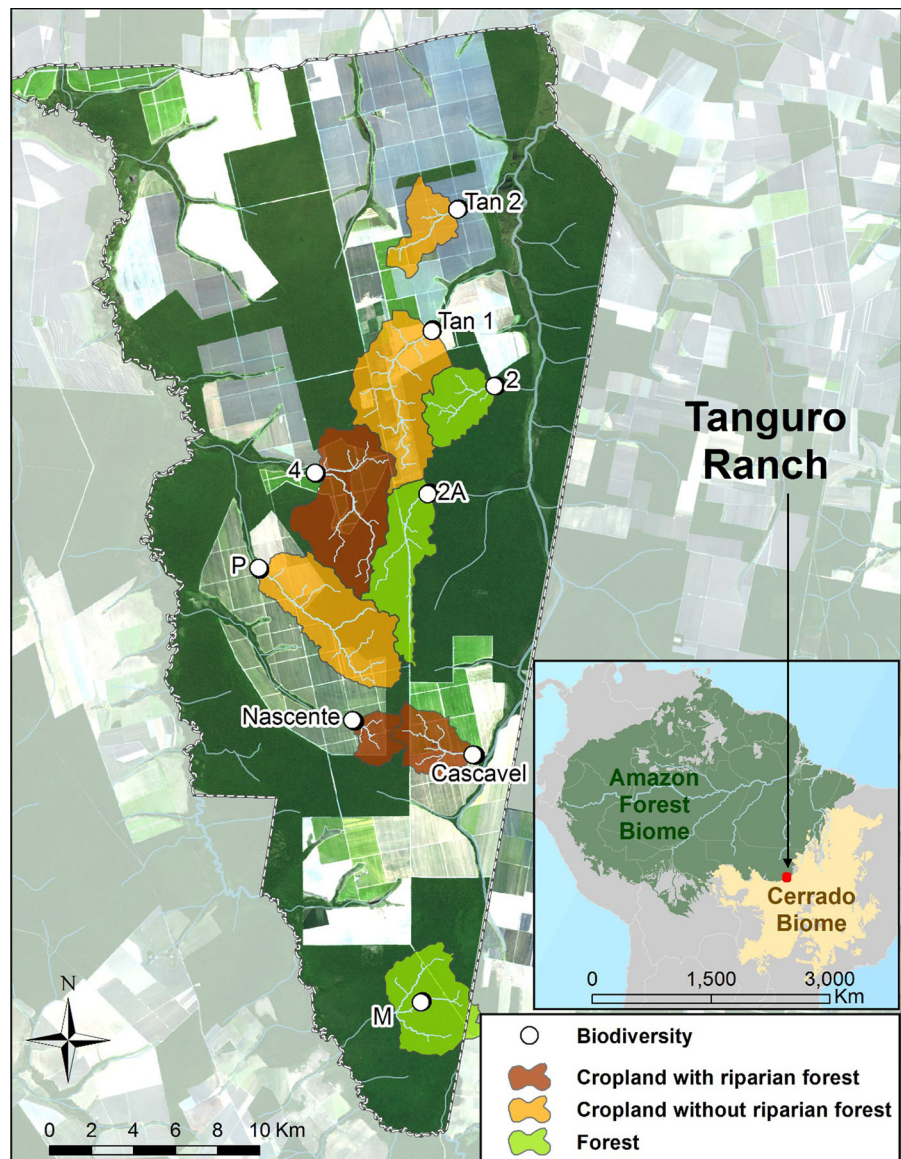 Tan 2
Tan 1
2
Tanguro
Ranch
4
2A
P
Nascente
Cascavel
Amazon
Forest
Biome
Cerrado
Biome
0 1,500 3,000
Km
N
M
Biodiversity
Cropland with riparian forest
Cropland without riparian forest
Forest
0 2 4 6 8 10 Km